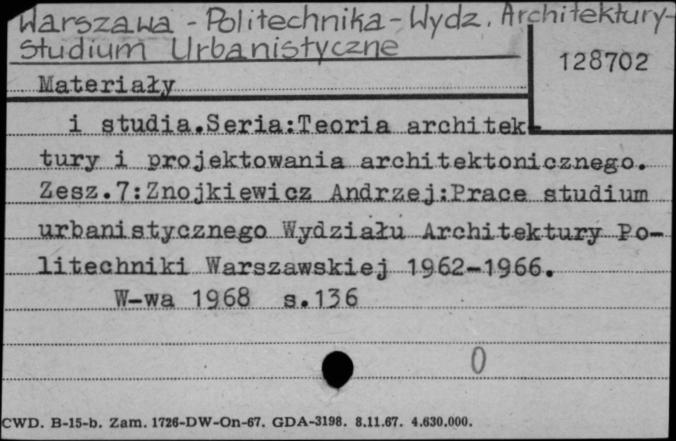 Warszawa - Politechnika - Wydz. Architektury-
Studium Urbanistyczne
128702
Materiały
i studia.Seria:Teoria architek-
tury i projektowania architektonicznego.
Zesz.7:Znojkiewicz Andrzej:Prace studium
urbanistycznego Wydziału Architektury Po-
litechniki Warszawskiej 1962-1966.
W-wa 1968 s.136
0
CWD. B-15-b. Zam. 1726-DW-On-67. GDA-3198. 8.11.67. 4.630.000.